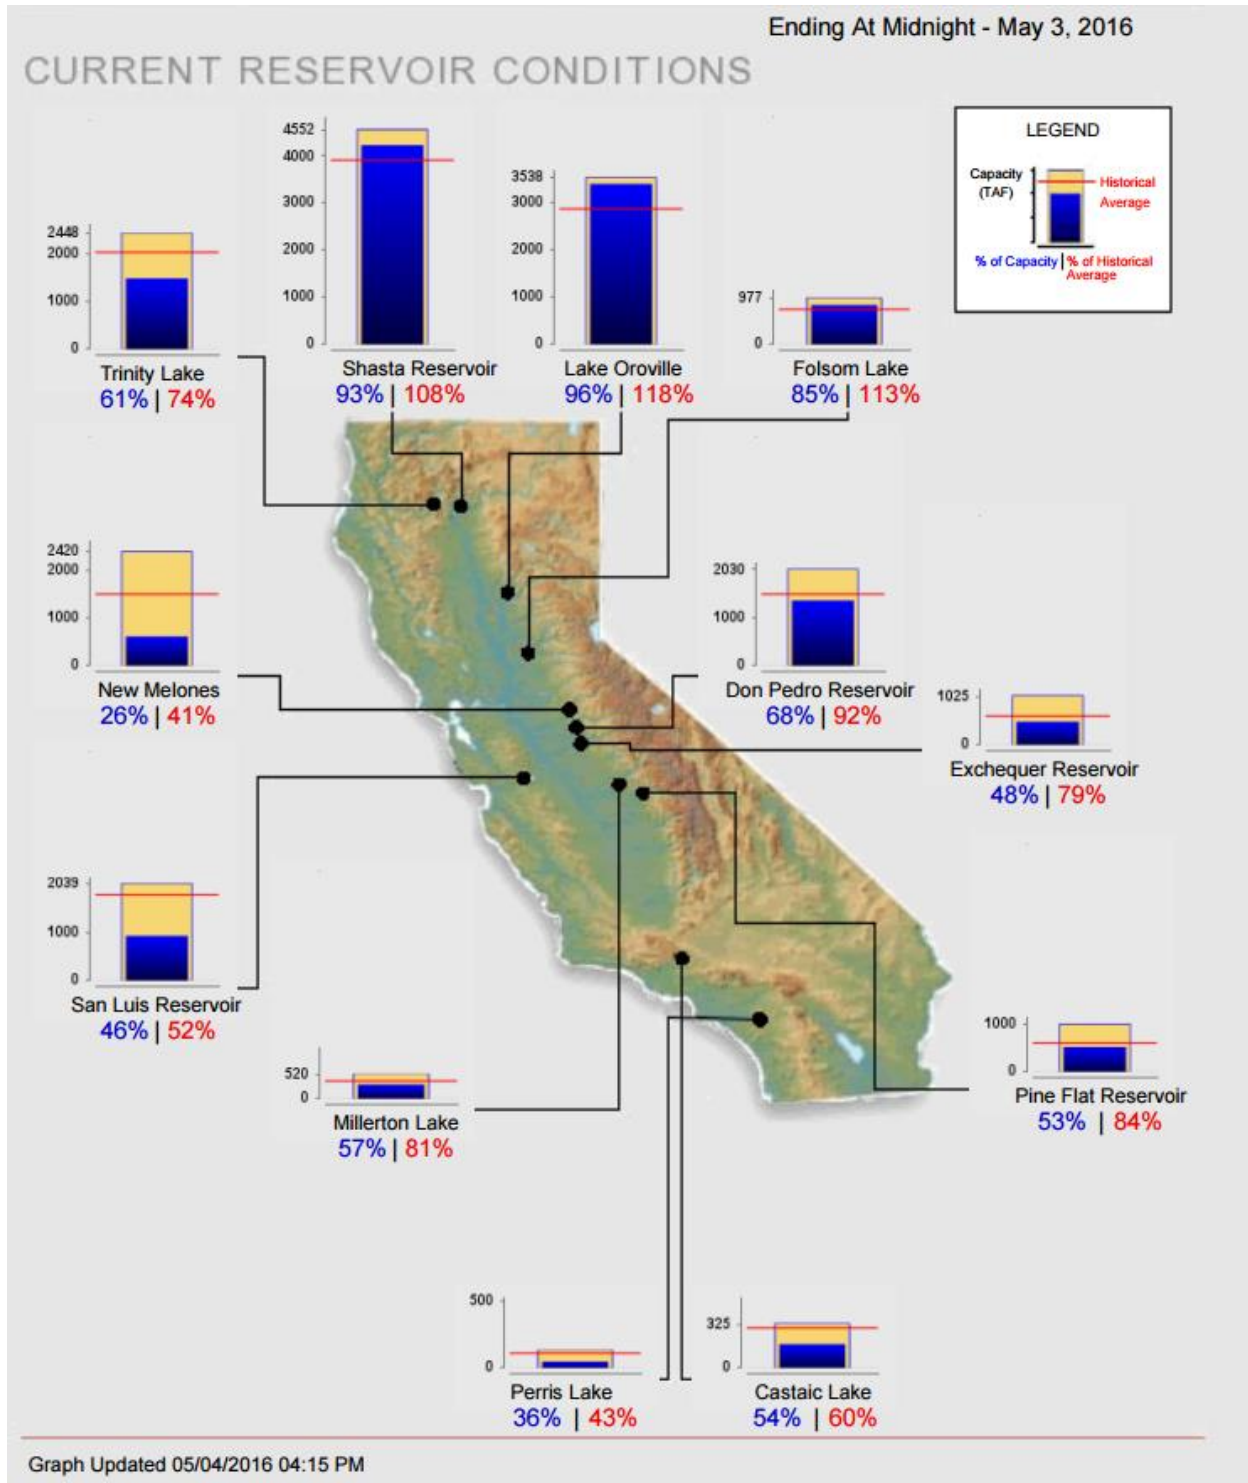 Ending At Midnight - May 3, 2016
CURRENT RESERVOIR CONDITIONS
LEGEND
Capacity
(TAF)
Historical
Average
% of Capacity | % of Historical
Average
2448
2000
1000
0
Trinity Lake
61% | 74%
4552
4000
3000
2000
1000
0
Shasta Reservoir
93% | 108%
3538
3000
2000
1000
0
Lake Oroville
96% | 118%
977
0
Folsom Lake
85% | 113%
2420
2000
1000
0
New Melones
26% | 41%
2030
1000
0
Don Pedro Reservoir
68% | 92%
1025
0
Exchequer Reservoir
48% | 79%
2039
1000
0
San Luis Reservoir
46% | 52%
520
0
Millerton Lake
57% | 81%
1000
0
Pine Flat Reservoir
53% | 84%
500
0
Perris Lake
36% | 43%
325
0
Castaic Lake
54% | 60%
Graph Updated 05/04/2016 04:15 PM